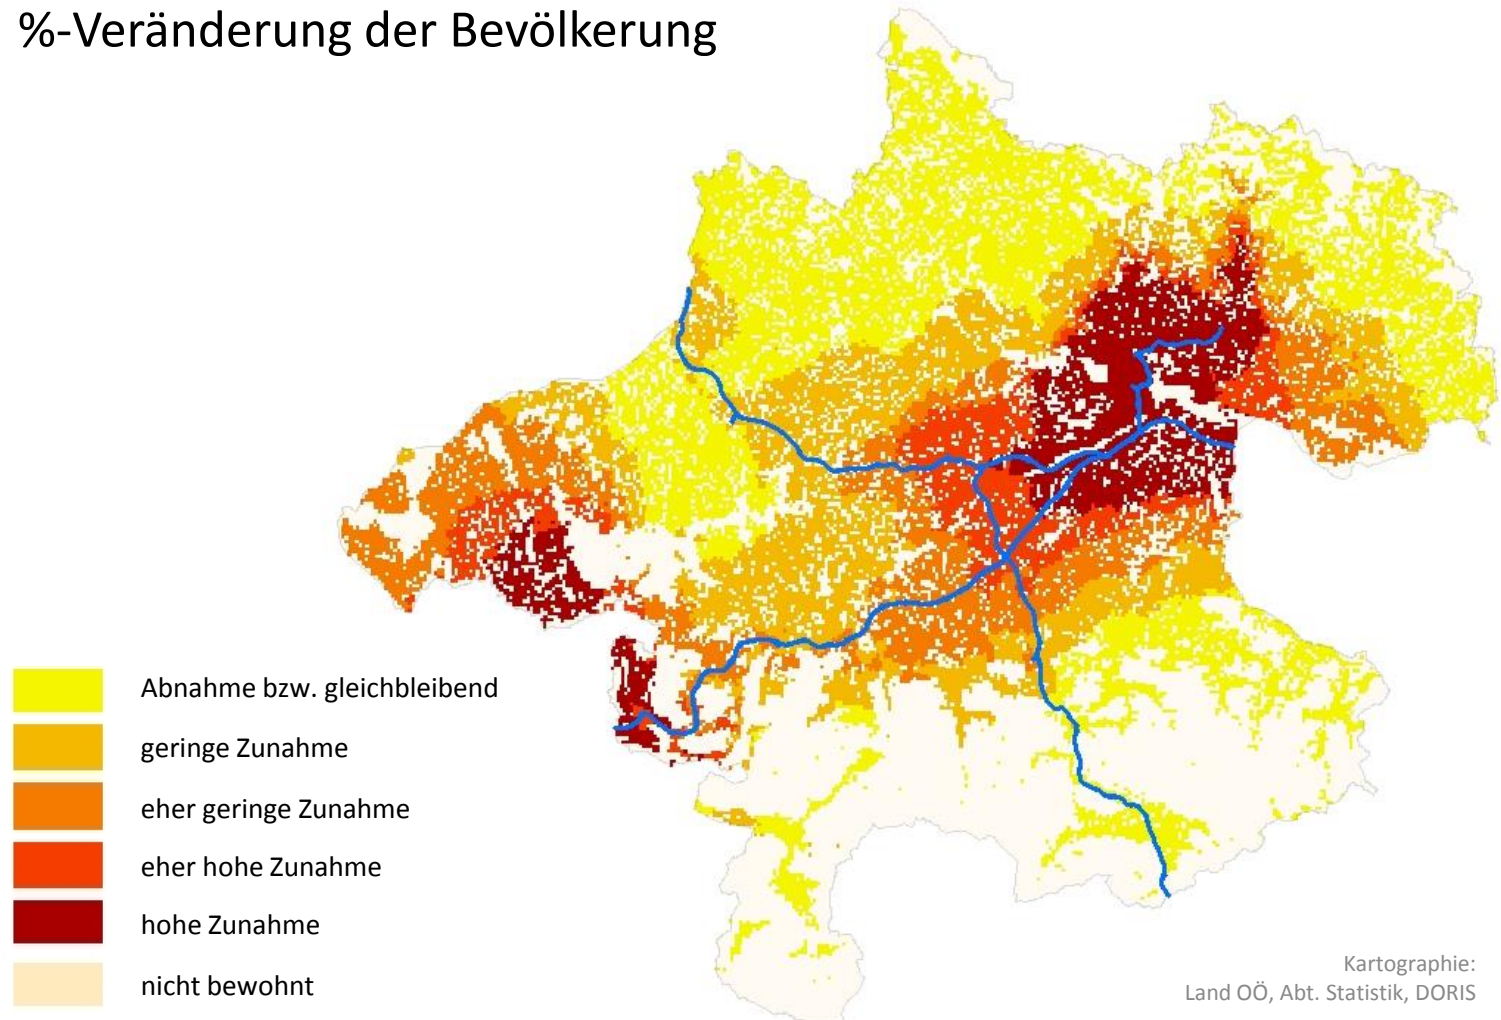 %-Veränderung der Bevölkerung
Abnahme bzw. gleichbleibend
geringe Zunahme
eher geringe Zunahme
eher hohe Zunahme
hohe Zunahme
nicht bewohnt
Kartographie:
Land OÖ, Abt. Statistik, DORIS